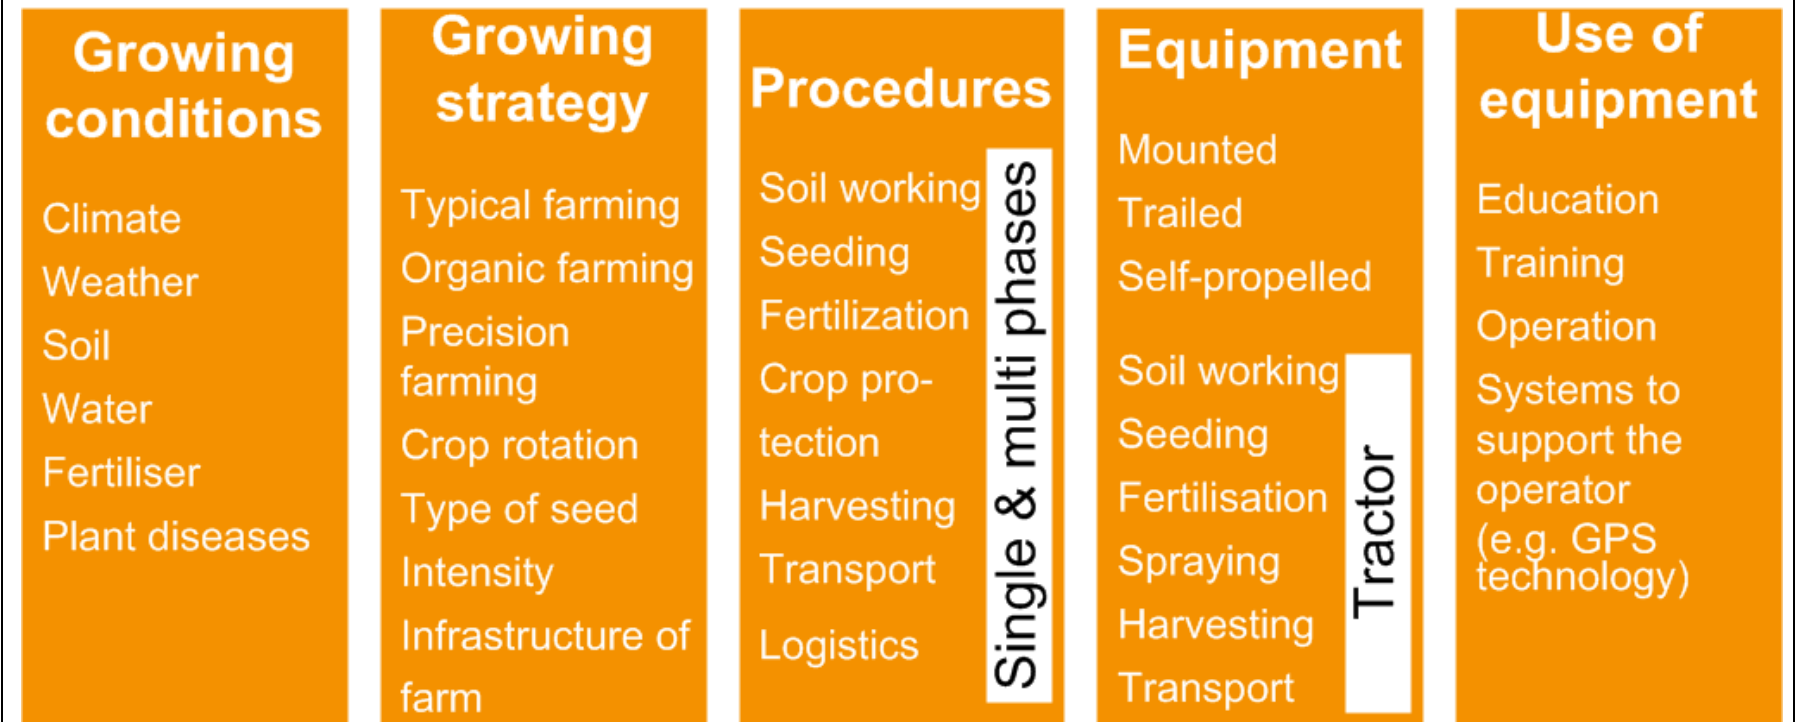 Growing
conditions
Climate
Weather
Soil
Water
Fertiliser
Plant diseases
Growing
strategy
Typical farming
Organic farming
Precision
farming
Crop rotation
Type of seed
Intensity
Infrastructure of
farm
Procedures
Soil working
Seeding
Fertilization
Crop pro-
tection
Harvesting
Transport
Logistics
Single & multi phases
Equipment
Mounted
Trailed
Self-propelled
Soil working
Seeding
Fertilisation
Spraying
Harvesting
Transport
Tractor
Use of
equipment
Education
Training
Operation
Systems to
support the
operator
(e.g. GPS
technology)